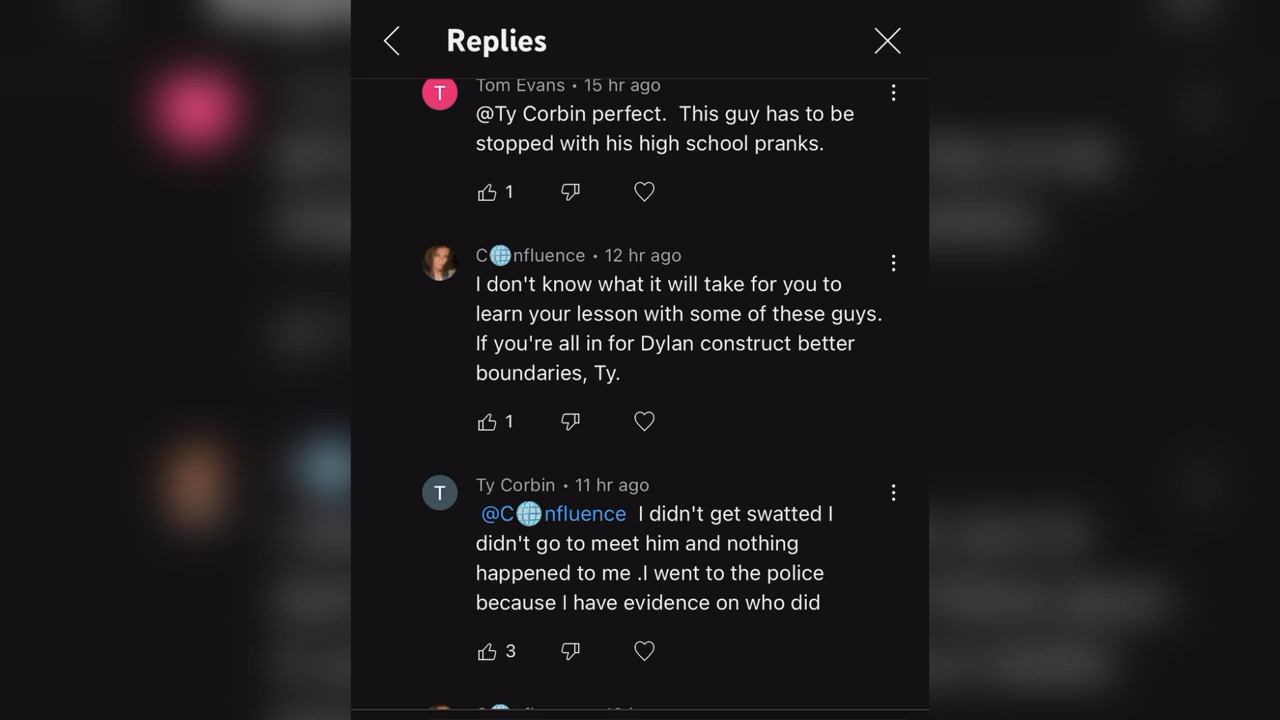 Replies
T
Tom Evans • 15 hr ago
@Ty Corbin perfect.  This guy has to be
stopped with his high school pranks.
1
C🌐nfluence • 12 hr ago
I don't know what it will take for you to
learn your lesson with some of these guys.
If you're all in for Dylan construct better
boundaries, Ty.
1
T
Ty Corbin • 11 hr ago
@C🌐nfluence  I didn't get swatted I
didn't go to meet him and nothing
happened to me .I went to the police
because I have evidence on who did
3